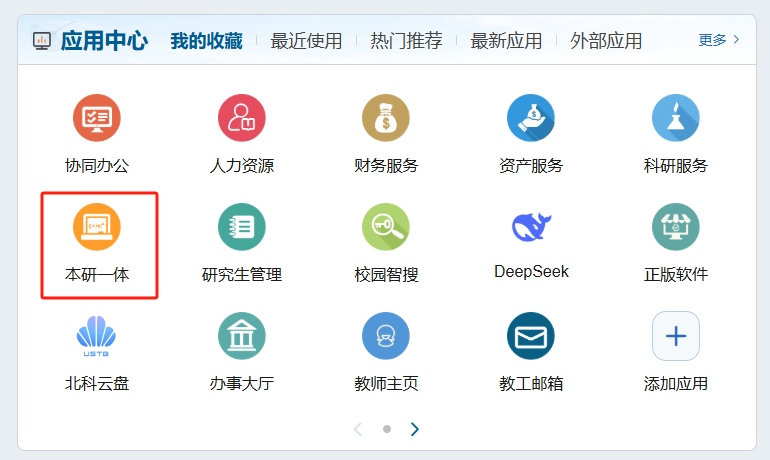 应用中心 我的收藏 最近使用 热门推荐 最新应用 外部应用 更多
协同办公 人力资源 财务服务 资产服务 科研服务
本研一体 研究生管理 校园智搜 DeepSeek 正版软件
USTB
北科云盘 办事大厅 教师主页 教工邮箱 添加应用